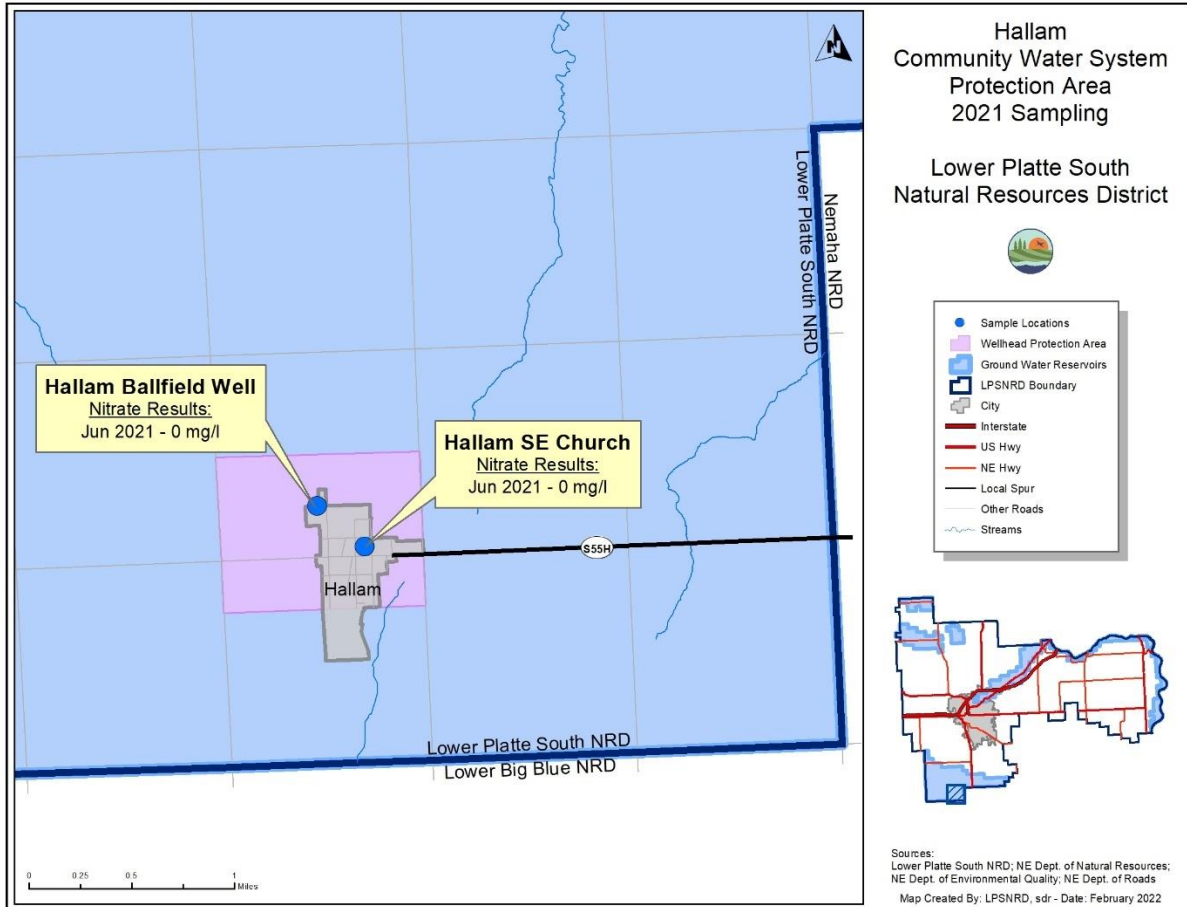 Hallam
Community Water System
Protection Area
2021 Sampling
Lower Platte South
Natural Resources District
N
Lower Platte South NRD
Nemaha NRD
Hallam Ballfield Well
Nitrate Results:
Jun 2021 - 0 mg/l
Hallam SE Church
Nitrate Results:
Jun 2021 - 0 mg/l
S55H
Hallam
Lower Platte South NRD
Lower Big Blue NRD
0 0.25 0.5 1
Miles
Sample Locations
Wellhead Protection Area
Ground Water Reservoirs
LPSNRD Boundary
City
Interstate
US Hwy
NE Hwy
Local Spur
Other Roads
Streams
Sources:
Lower Platte South NRD; NE Dept. of Natural Resources;
NE Dept. of Environmental Quality; NE Dept. of Roads
Map Created By: LPSNRD, sdr - Date: February 2022